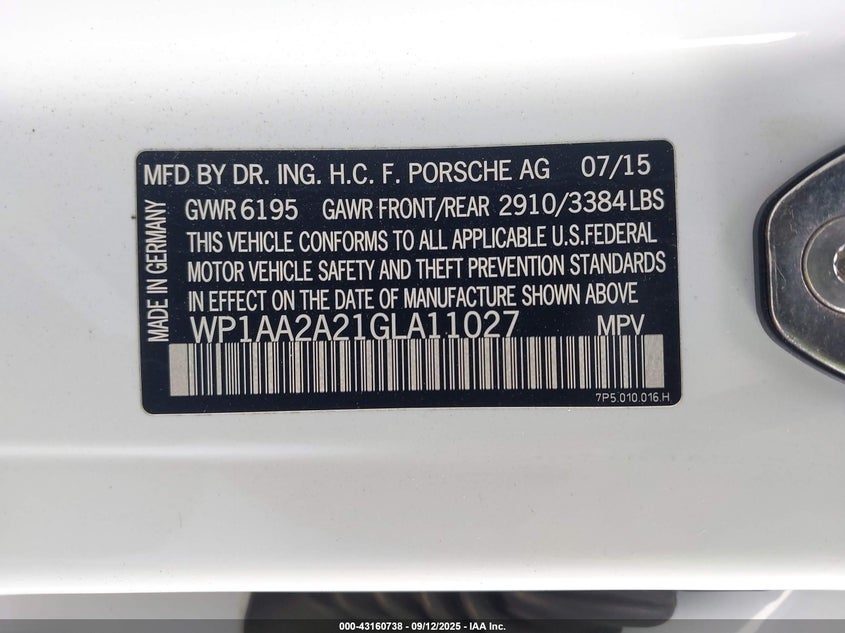 MFD BY DR. ING. H.C. F. PORSCHE AG 07/15
GVWR 6195 GAWR FRONT/REAR 2910/3384 LBS
THIS VEHICLE CONFORMS TO ALL APPLICABLE U.S.FEDERAL
MOTOR VEHICLE SAFETY AND THEFT PREVENTION STANDARDS
IN EFFECT ON THE DATE OF MANUFACTURE SHOWN ABOVE
WP1AA2A21GLA11027 MPV
7P5.010.016.H
MADE IN GERMANY
000-43160738 - 09/12/2025 - IAA Inc.